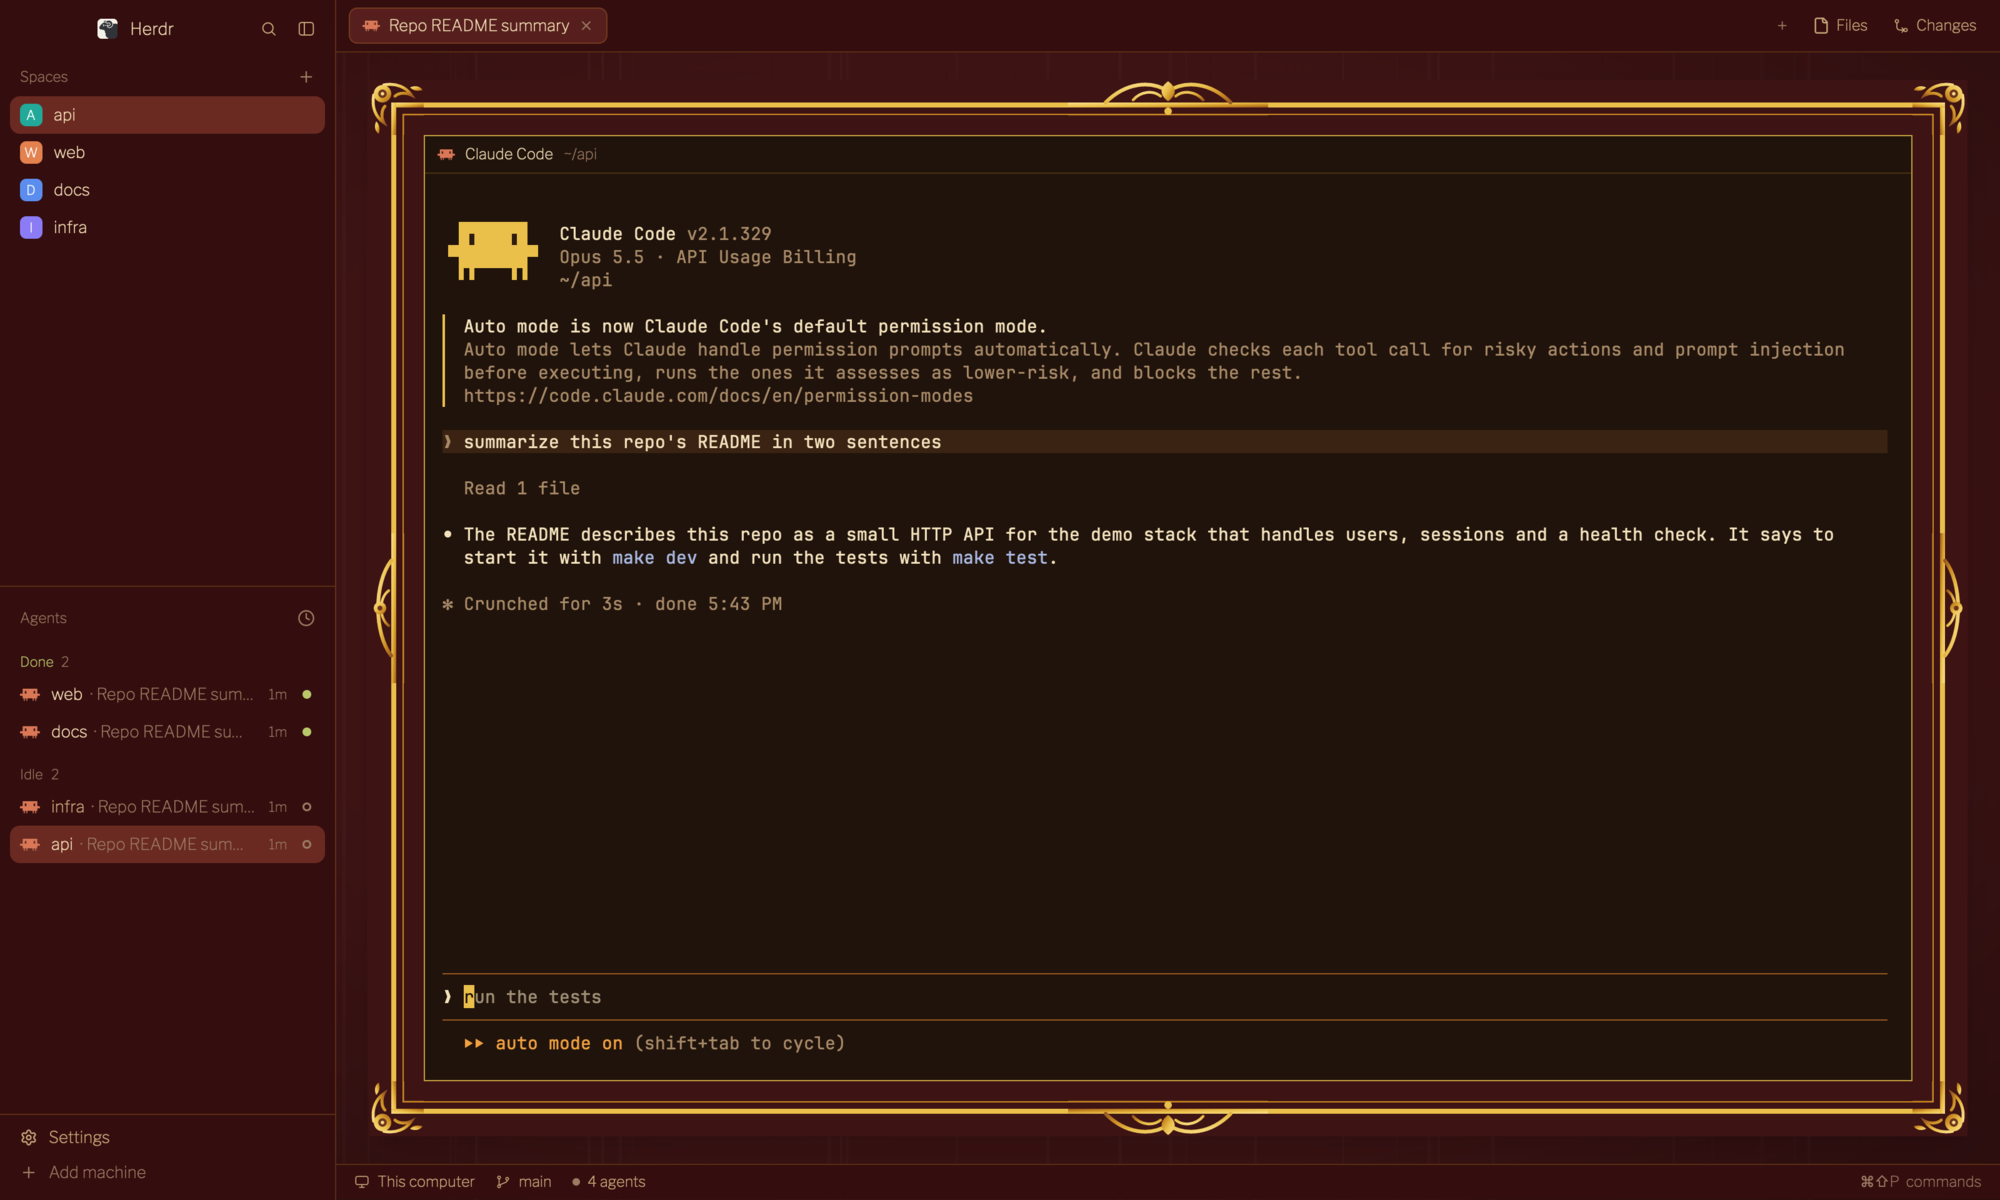 Herdr
Spaces
A api
W web
D docs
I infra
Agents
Done 2
web · Repo README sum... 1m
docs · Repo README su... 1m
Idle 2
infra · Repo README sum... 1m
api · Repo README sum... 1m
Settings
+ Add machine
Repo README summary ×
+ Files Changes
Claude Code ~/api
Claude Code v2.1.329
Opus 5.5 · API Usage Billing
~/api
Auto mode is now Claude Code's default permission mode.
Auto mode lets Claude handle permission prompts automatically. Claude checks each tool call for risky actions and prompt injection
before executing, runs the ones it assesses as lower-risk, and blocks the rest.
https://code.claude.com/docs/en/permission-modes
❯ summarize this repo's README in two sentences
Read 1 file
● The README describes this repo as a small HTTP API for the demo stack that handles users, sessions and a health check. It says to
start it with make dev and run the tests with make test.
✻ Crunched for 3s · done 5:43 PM
❯ run the tests
⏵⏵ auto mode on (shift+tab to cycle)
This computer main ● 4 agents
⌘⇧P commands